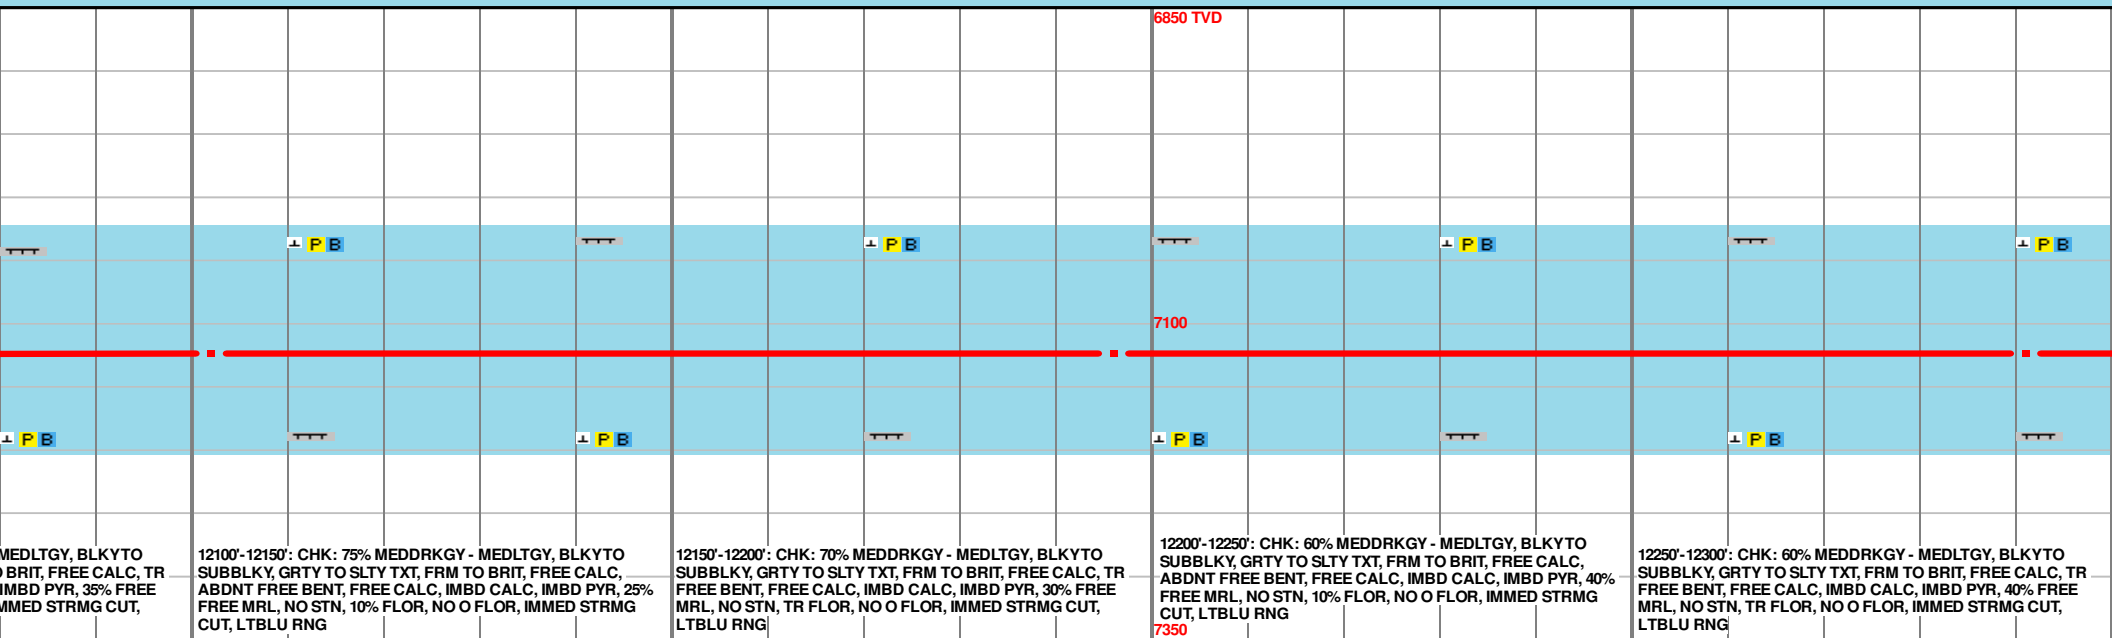 6850 TVD
P B
P B
P B
P B
7100
P B
P B
P B
P B
MEDLTGY, BLKYTO
BRIT, FREE CALC, TR
IMBD PYR, 35% FREE
IMMED STRMG CUT,
12100'-12150': CHK: 75% MEDDRKGY - MEDLTGY, BLKYTO
SUBBLKY, GRTY TO SLTY TXT, FRM TO BRIT, FREE CALC,
ABDNT FREE BENT, FREE CALC, IMBD CALC, IMBD PYR, 25%
FREE MRL, NO STN, 10% FLOR, NO O FLOR, IMMED STRMG
CUT, LTBLU RNG
12150'-12200': CHK: 70% MEDDRKGY - MEDLTGY, BLKYTO
SUBBLKY, GRTY TO SLTY TXT, FRM TO BRIT, FREE CALC, TR
FREE BENT, FREE CALC, IMBD CALC, IMBD PYR, 30% FREE
MRL, NO STN, TR FLOR, NO O FLOR, IMMED STRMG CUT,
LTBLU RNG
12200'-12250': CHK: 60% MEDDRKGY - MEDLTGY, BLKYTO
SUBBLKY, GRTY TO SLTY TXT, FRM TO BRIT, FREE CALC,
ABDNT FREE BENT, FREE CALC, IMBD CALC, IMBD PYR, 40%
FREE MRL, NO STN, 10% FLOR, NO O FLOR, IMMED STRMG
CUT, LTBLU RNG
7350
12250'-12300': CHK: 60% MEDDRKGY - MEDLTGY, BLKYTO
SUBBLKY, GRTY TO SLTY TXT, FRM TO BRIT, FREE CALC, TR
FREE BENT, FREE CALC, IMBD CALC, IMBD PYR, 40% FREE
MRL, NO STN, TR FLOR, NO O FLOR, IMMED STRMG CUT,
LTBLU RNG